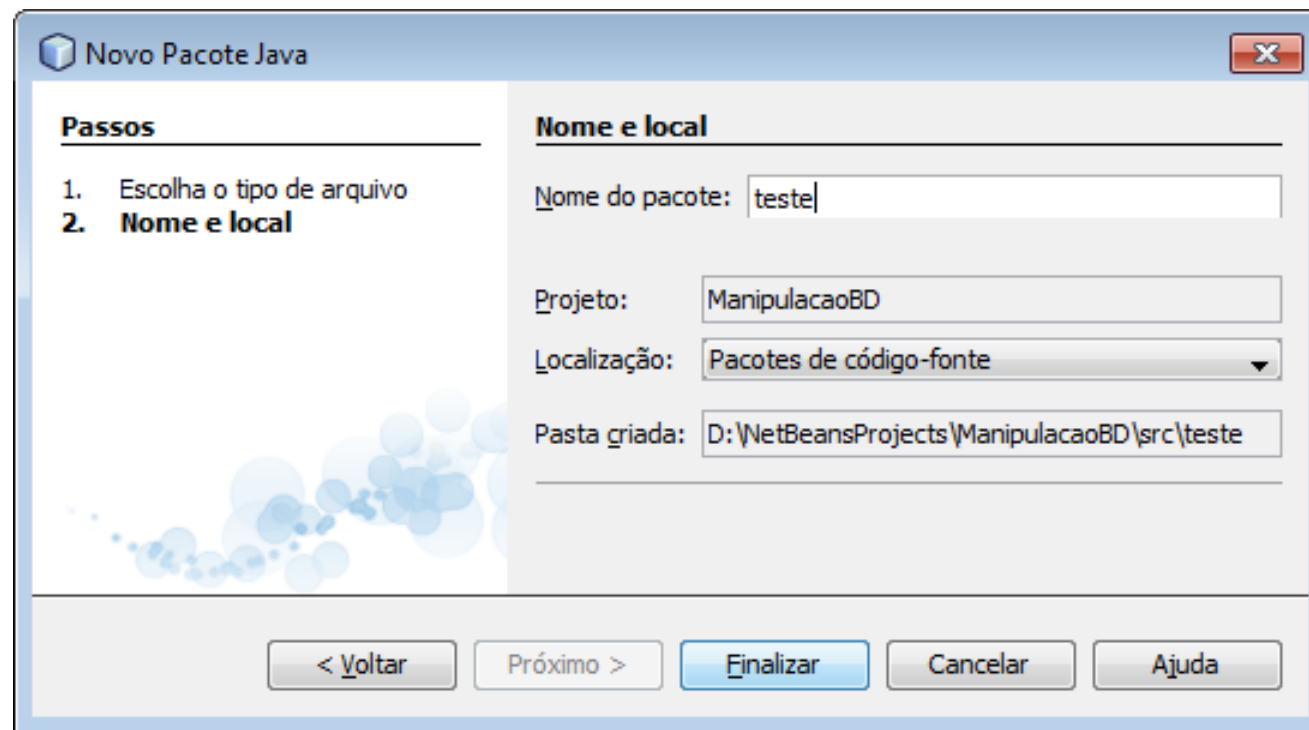 Novo Pacote Java
Passos
1. Escolha o tipo de arquivo
2. Nome e local
Nome e local
Nome do pacote: teste
Projeto: ManipulacaoBD
Localização: Pacotes de código-fonte
Pasta criada: D:\NetBeansProjects\ManipulacaoBD\src\teste
< Voltar Próximo > Finalizar Cancelar Ajuda